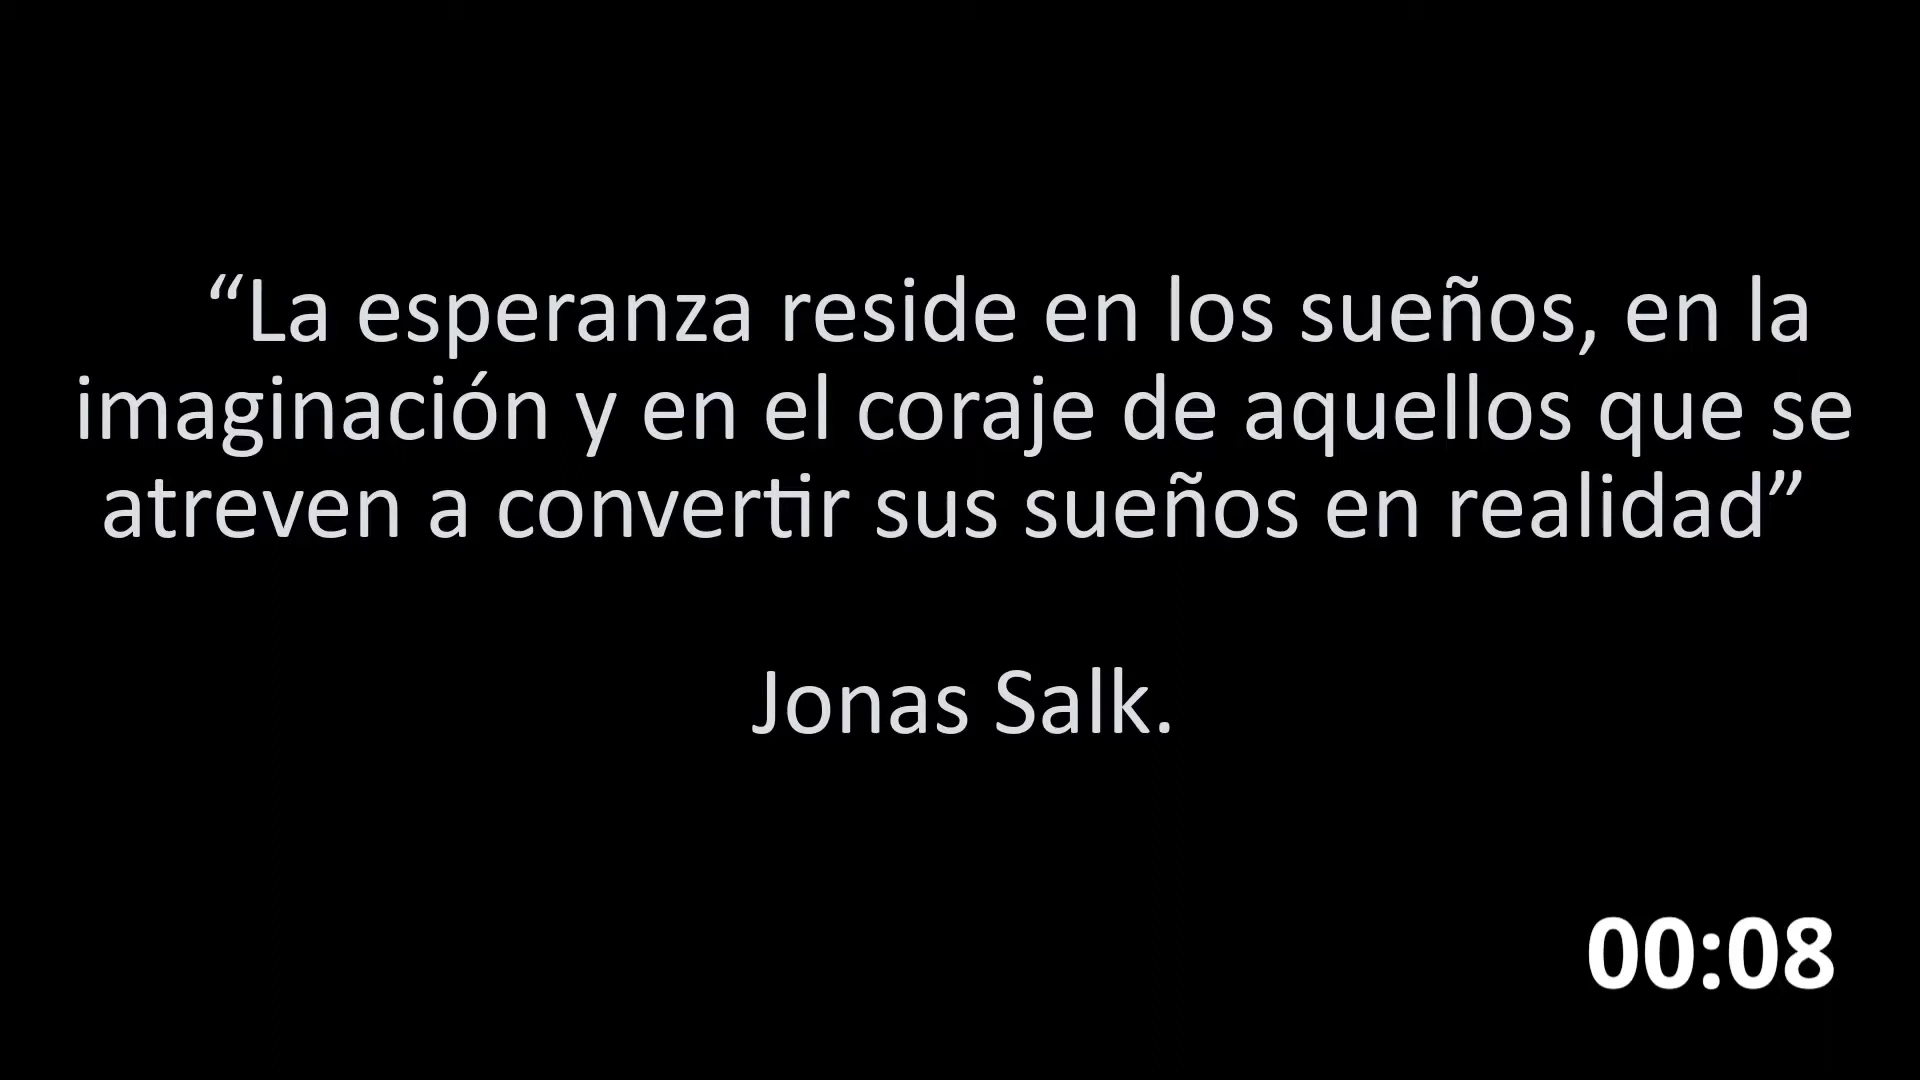 “La esperanza reside en los sueños, en la
imaginación y en el coraje de aquellos que se
atreven a convertir sus sueños en realidad”
Jonas Salk.
00:08